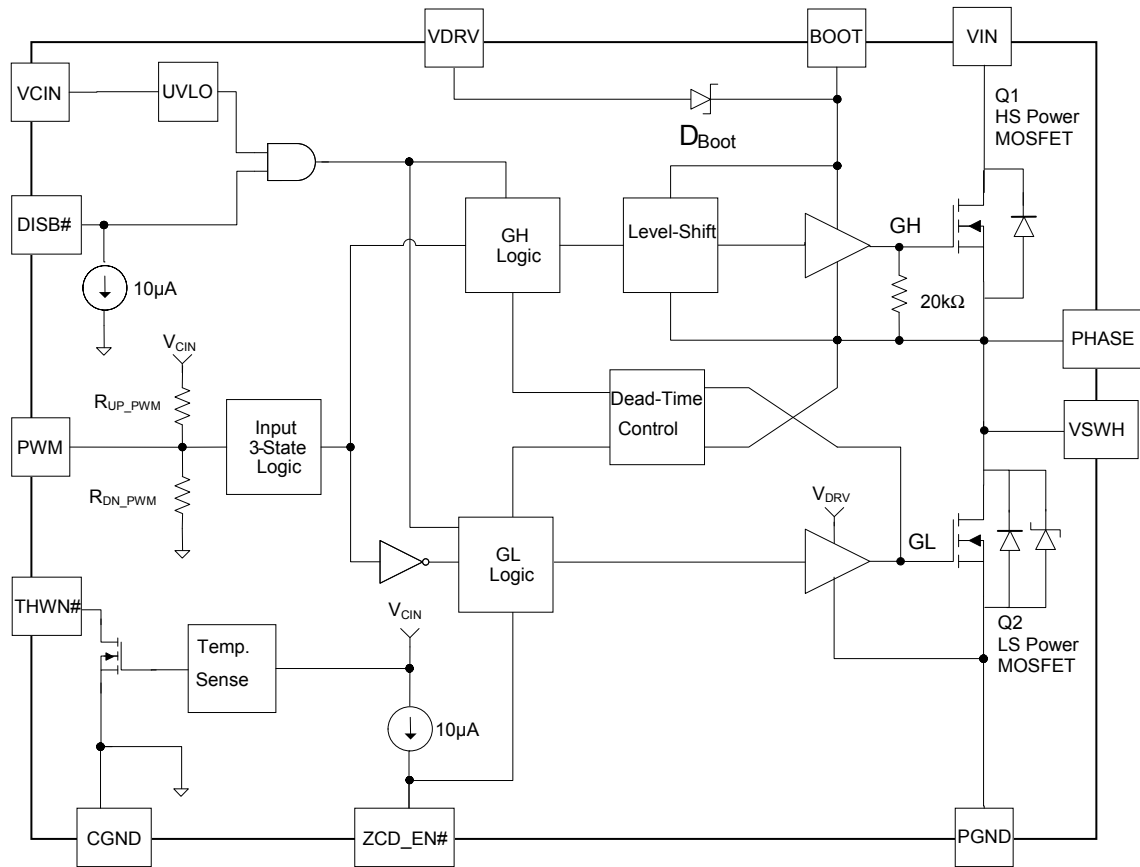 VDRV
BOOT
VIN
VCIN
UVLO
DBoot
Q1
HS Power
MOSFET
DISB#
10µA
GH
Logic
Level-Shift
GH
20kΩ
VCIN
RUP_PWM
PHASE
Dead-Time
Control
PWM
Input
3-State
Logic
VSWH
RDN_PWM
VDRV
GL
Logic
GL
THWN#
Temp.
Sense
VCIN
Q2
LS Power
MOSFET
10µA
CGND
ZCD_EN#
PGND